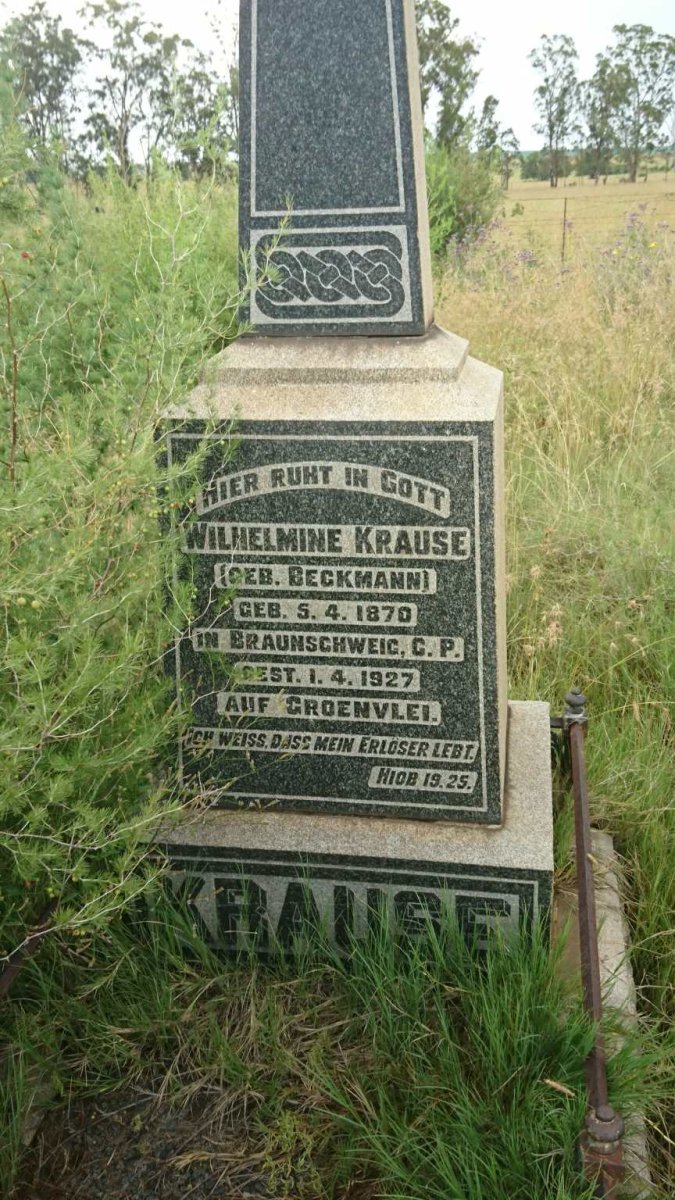 HIER RUHT IN GOTT
WILHELMINE KRAUSE
(GEB. BECKMANN)
GEB. 5. 4. 1870
IN BRAUNSCHWEIG, C. P.
GEST. 1. 4. 1927
AUF GROENVLEI.
ICH WEISS, DASS MEIN ERLÖSER LEBT.
HIOB 19. 25.
KRAUSE